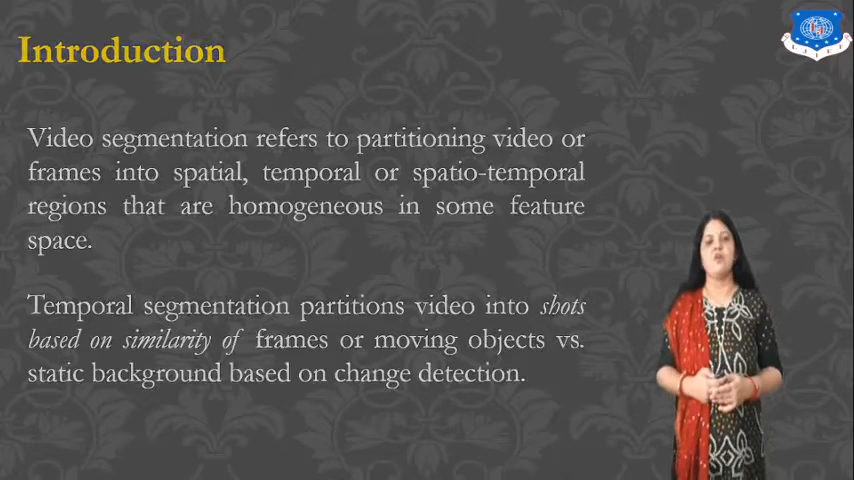 Introduction
Video segmentation refers to partitioning video or
frames into spatial, temporal or spatio-temporal
regions that are homogeneous in some feature
space.
Temporal segmentation partitions video into shots
based on similarity of frames or moving objects vs.
static background based on change detection.